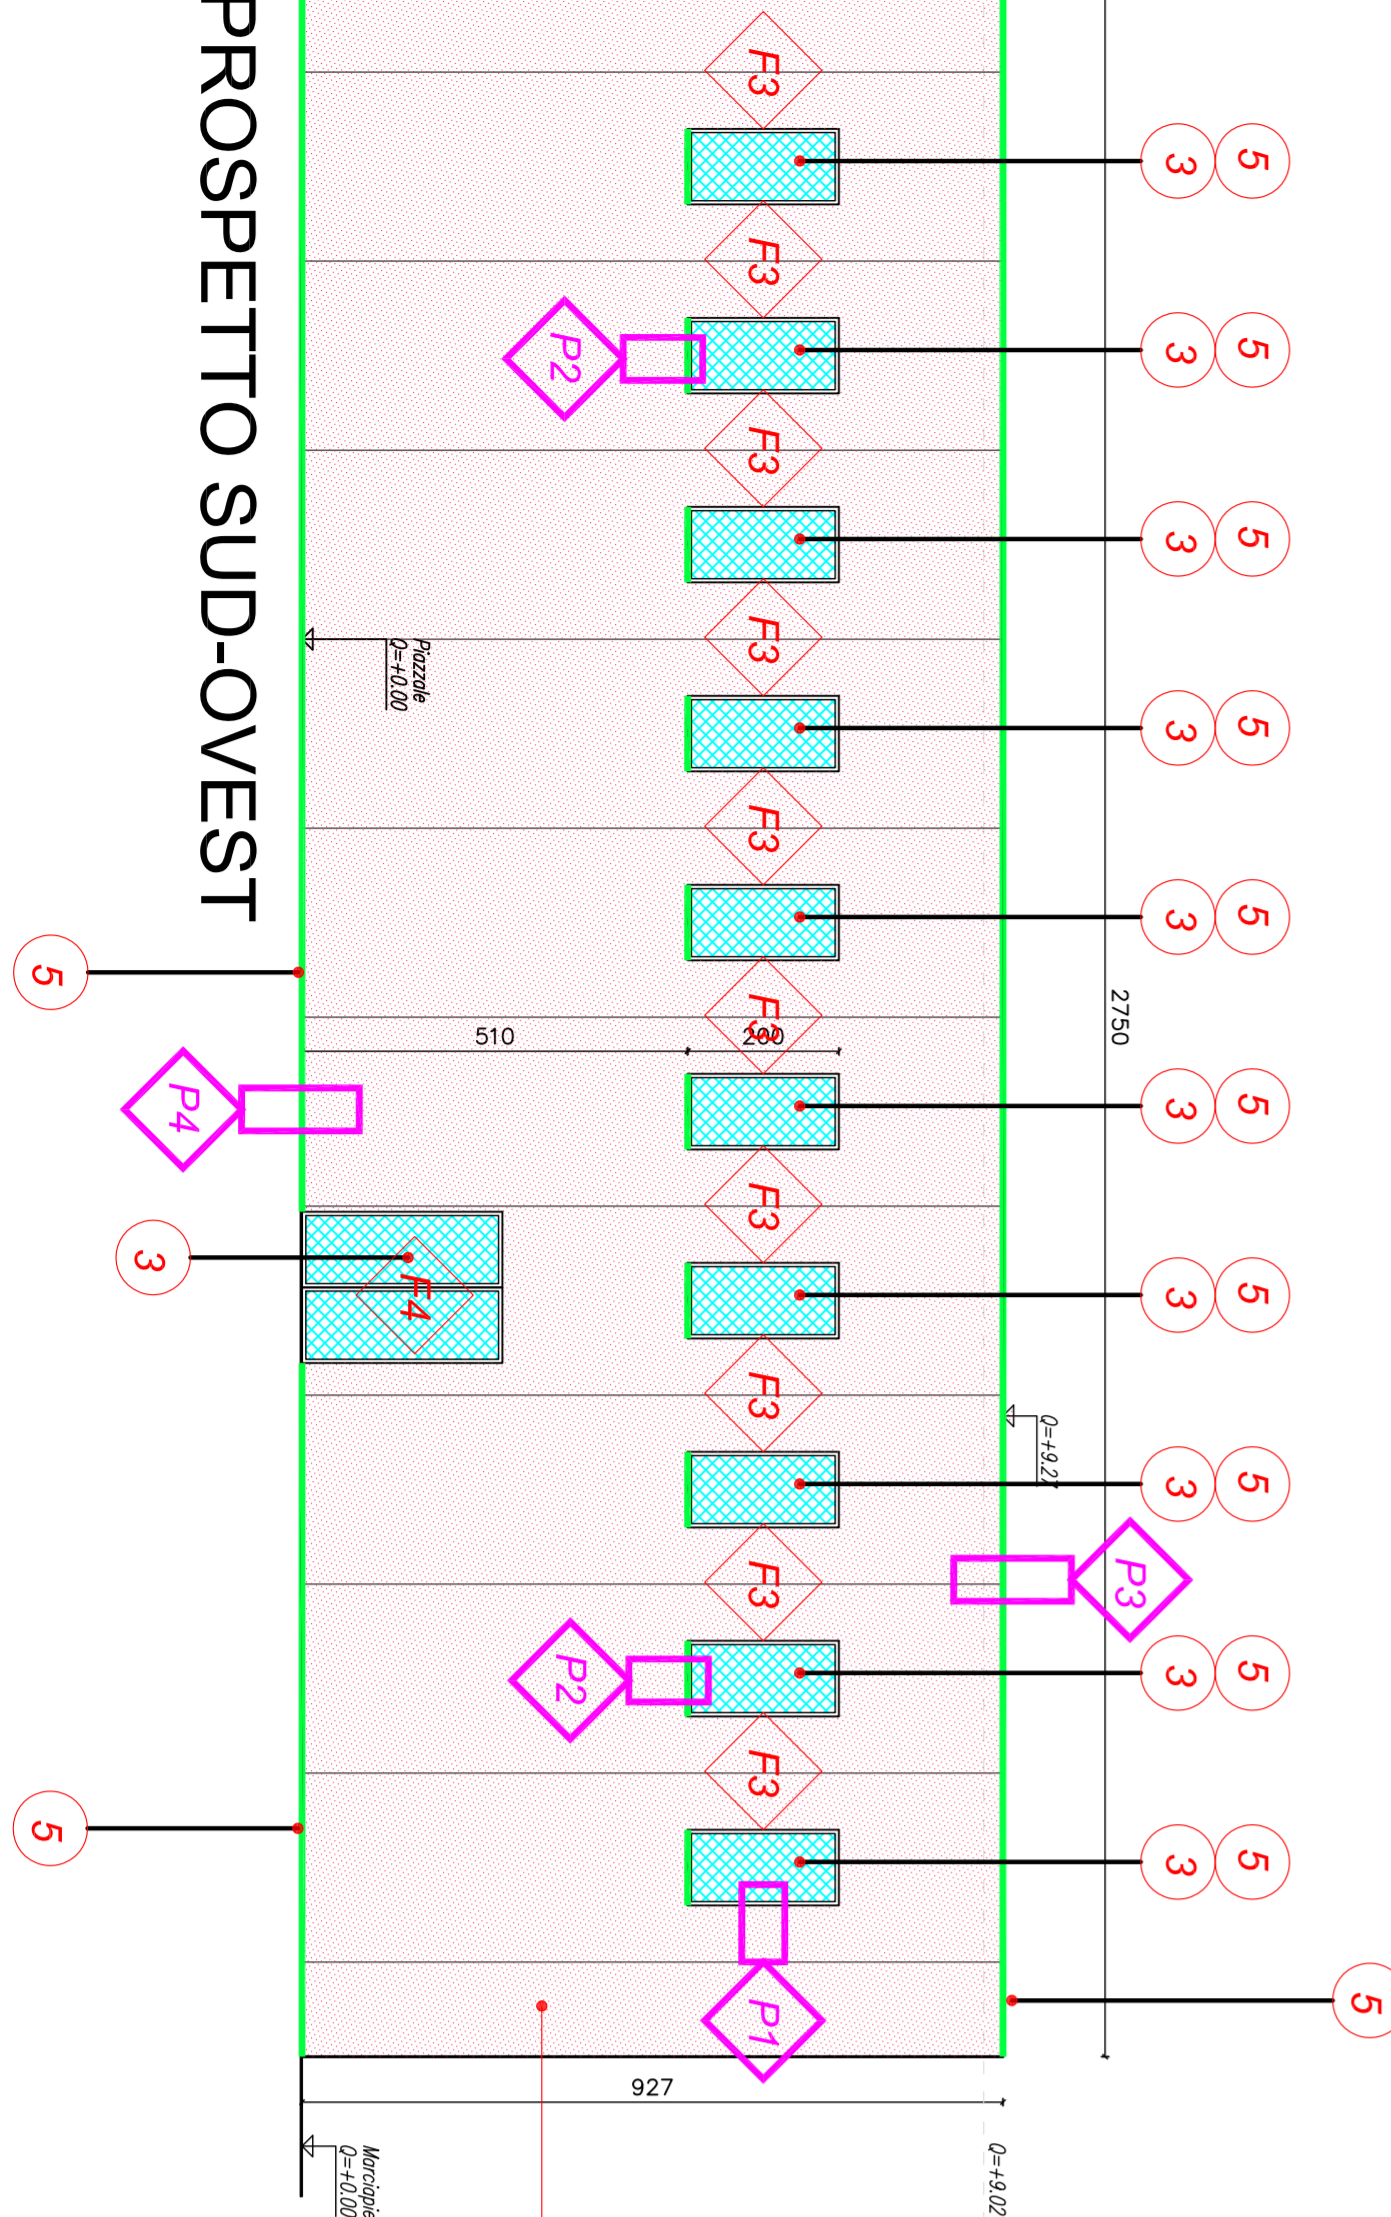 5 5 5 5 5 5 5 5 5 5
3 3 3 3 3 3 3 3 3 3
5
2750
P3
Q=+9.27
Q=+9.02
F3 F3 F3 F3 F3 F3 F3 F3 F3 F3
200
P1
P2 P2
510
927
Piazzale
Q=+0.00
F4
Marciapie
Q=+0.00
PROSPETTO SUD-OVEST
P4
3
5 5